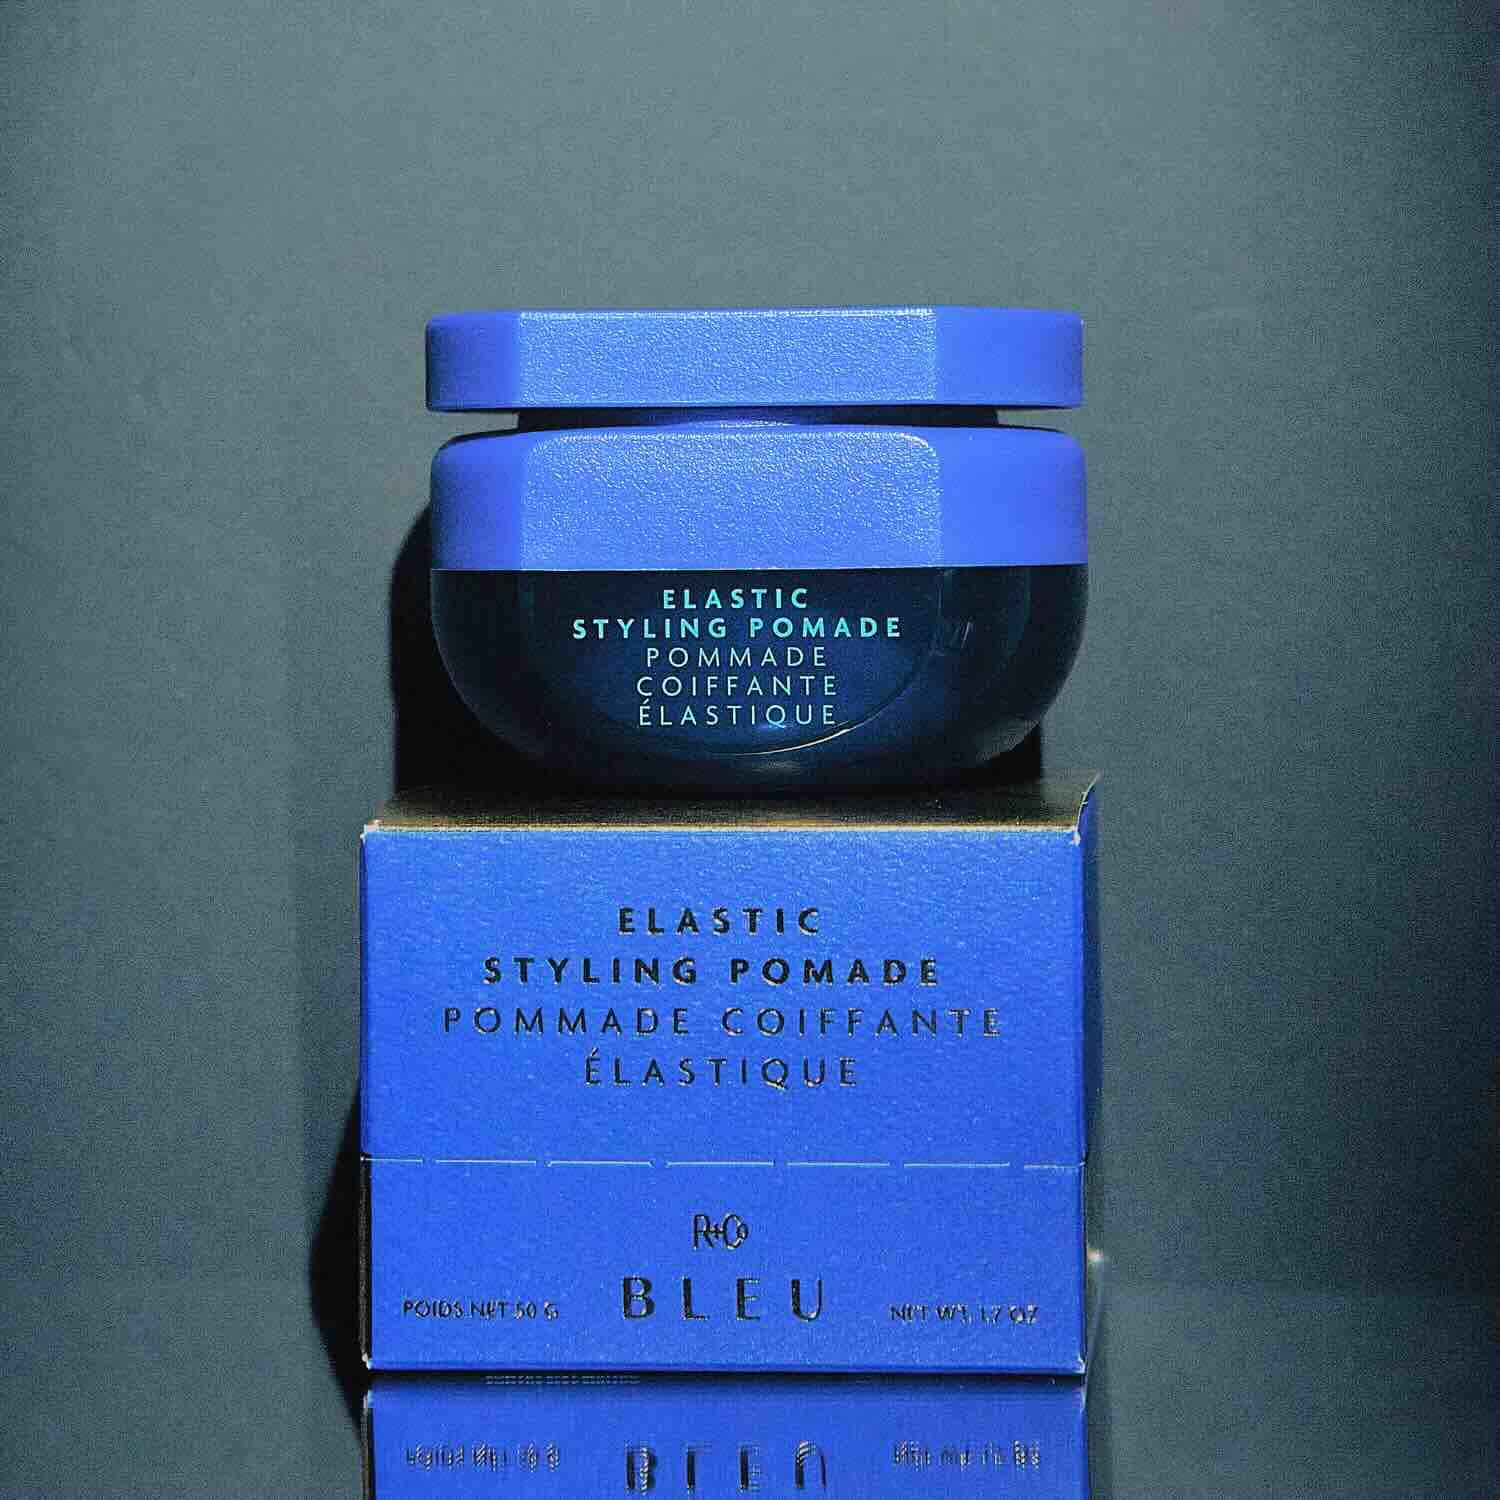 ELASTIC
STYLING POMADE
POMMADE
COIFFANTE
ÉLASTIQUE
ELASTIC
STYLING POMADE
POMMADE COIFFANTE
ÉLASTIQUE
R+Co
BLEU
POIDS NET 50 G
NET WT. 1.7 OZ